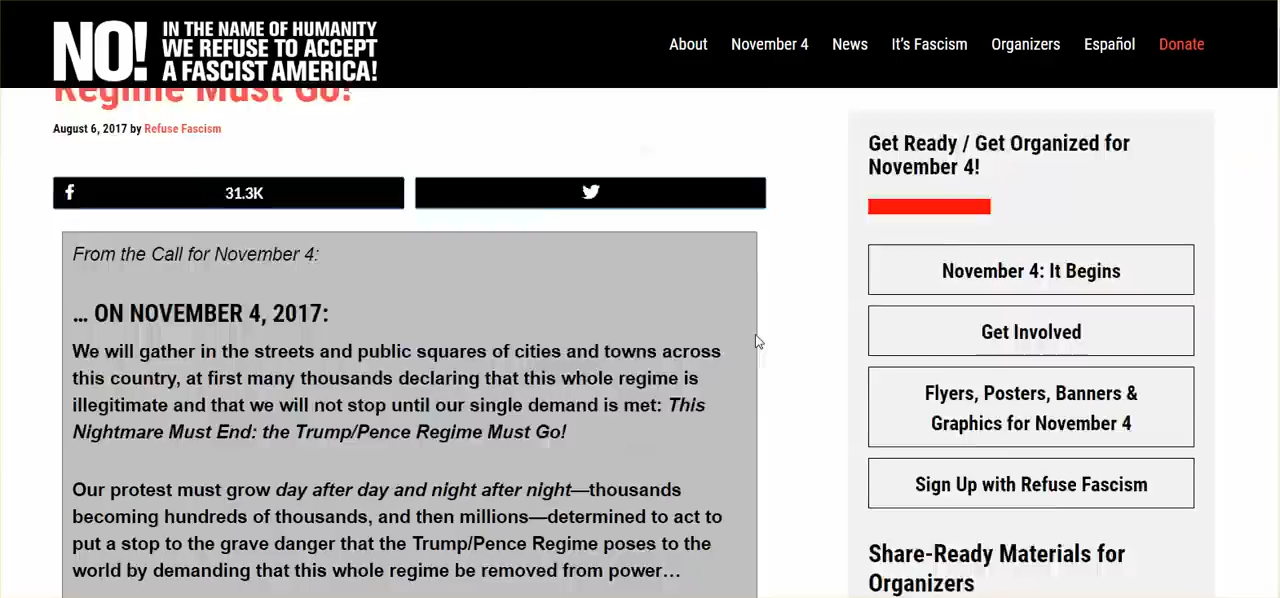 NO! IN THE NAME OF HUMANITY
WE REFUSE TO ACCEPT
A FASCIST AMERICA!
About November 4 News It's Fascism Organizers Español Donate
Regime Must Go!
August 6, 2017 by Refuse Fascism
31.3K
From the Call for November 4:
... ON NOVEMBER 4, 2017:
We will gather in the streets and public squares of cities and towns across
this country, at first many thousands declaring that this whole regime is
illegitimate and that we will not stop until our single demand is met: This
Nightmare Must End: the Trump/Pence Regime Must Go!
Our protest must grow day after day and night after night—thousands
becoming hundreds of thousands, and then millions—determined to act to
put a stop to the grave danger that the Trump/Pence Regime poses to the
world by demanding that this whole regime be removed from power…
Get Ready / Get Organized for
November 4!
November 4: It Begins
Get Involved
Flyers, Posters, Banners &
Graphics for November 4
Sign Up with Refuse Fascism
Share-Ready Materials for
Organizers